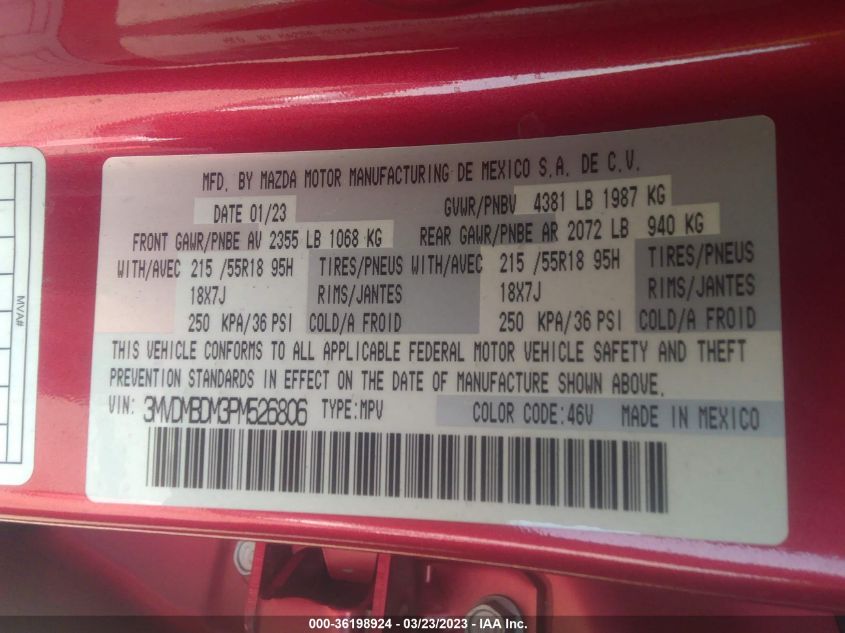 MFD. BY MAZDA MOTOR MANUFACTURING DE MEXICO S.A. DE C.V.
DATE 01/23 GVWR/PNBV 4381 LB 1987 KG
FRONT GAWR/PNBE AV 2355 LB 1068 KG REAR GAWR/PNBE AR 2072 LB 940 KG
WITH/AVEC 215 /55R18 95H TIRES/PNEUS WITH/AVEC 215 /55R18 95H TIRES/PNEUS
18X7J RIMS/JANTES 18X7J RIMS/JANTES
250 KPA/36 PSI COLD/A FROID 250 KPA/36 PSI COLD/A FROID
THIS VEHICLE CONFORMS TO ALL APPLICABLE FEDERAL MOTOR VEHICLE SAFETY AND THEFT
PREVENTION STANDARDS IN EFFECT ON THE DATE OF MANUFACTURE SHOWN ABOVE.
VIN: 3MVDMBDM3PM526806 TYPE:MPV COLOR CODE:46V MADE IN MEXICO
MVA#
000-36198924 - 03/23/2023 - IAA Inc.